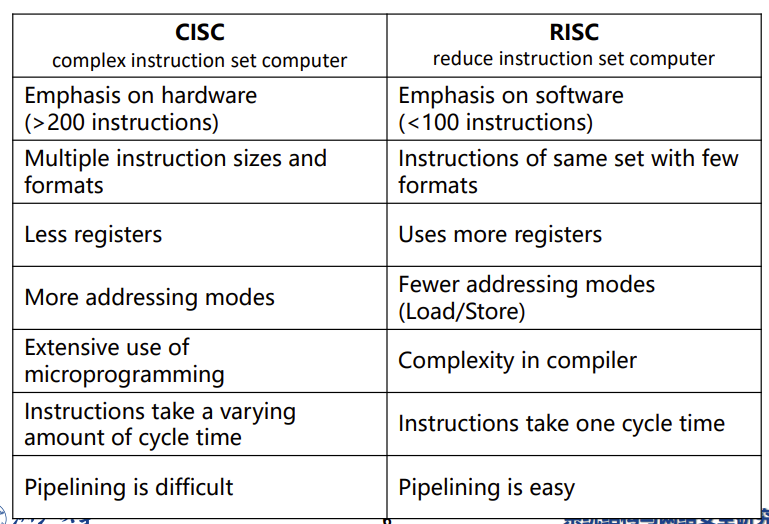 CISC
complex instruction set computer
RISC
reduce instruction set computer
Emphasis on hardware
(>200 instructions)
Emphasis on software
(<100 instructions)
Multiple instruction sizes and
formats
Instructions of same set with few
formats
Less registers
Uses more registers
More addressing modes
Fewer addressing modes
(Load/Store)
Extensive use of
microprogramming
Complexity in compiler
Instructions take a varying
amount of cycle time
Instructions take one cycle time
Pipelining is difficult
Pipelining is easy